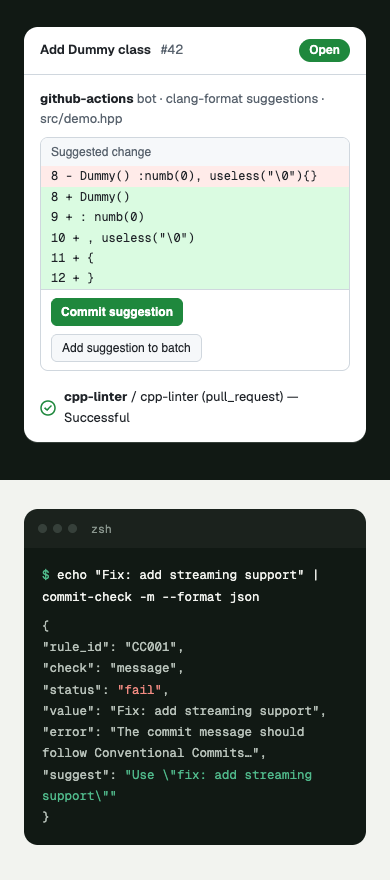 Add Dummy class #42 Open
github-actions bot · clang-format suggestions ·
src/demo.hpp
Suggested change
8 - Dummy() :numb(0), useless("\0"){}
8 + Dummy()
9 + : numb(0)
10 + , useless("\0")
11 + {
12 + }
Commit suggestion
Add suggestion to batch
cpp-linter / cpp-linter (pull_request) —
Successful
zsh
$ echo "Fix: add streaming support" |
commit-check -m --format json
{
"rule_id": "CC001",
"check": "message",
"status": "fail",
"value": "Fix: add streaming support",
"error": "The commit message should
follow Conventional Commits…",
"suggest": "Use \"fix: add streaming
support\""
}